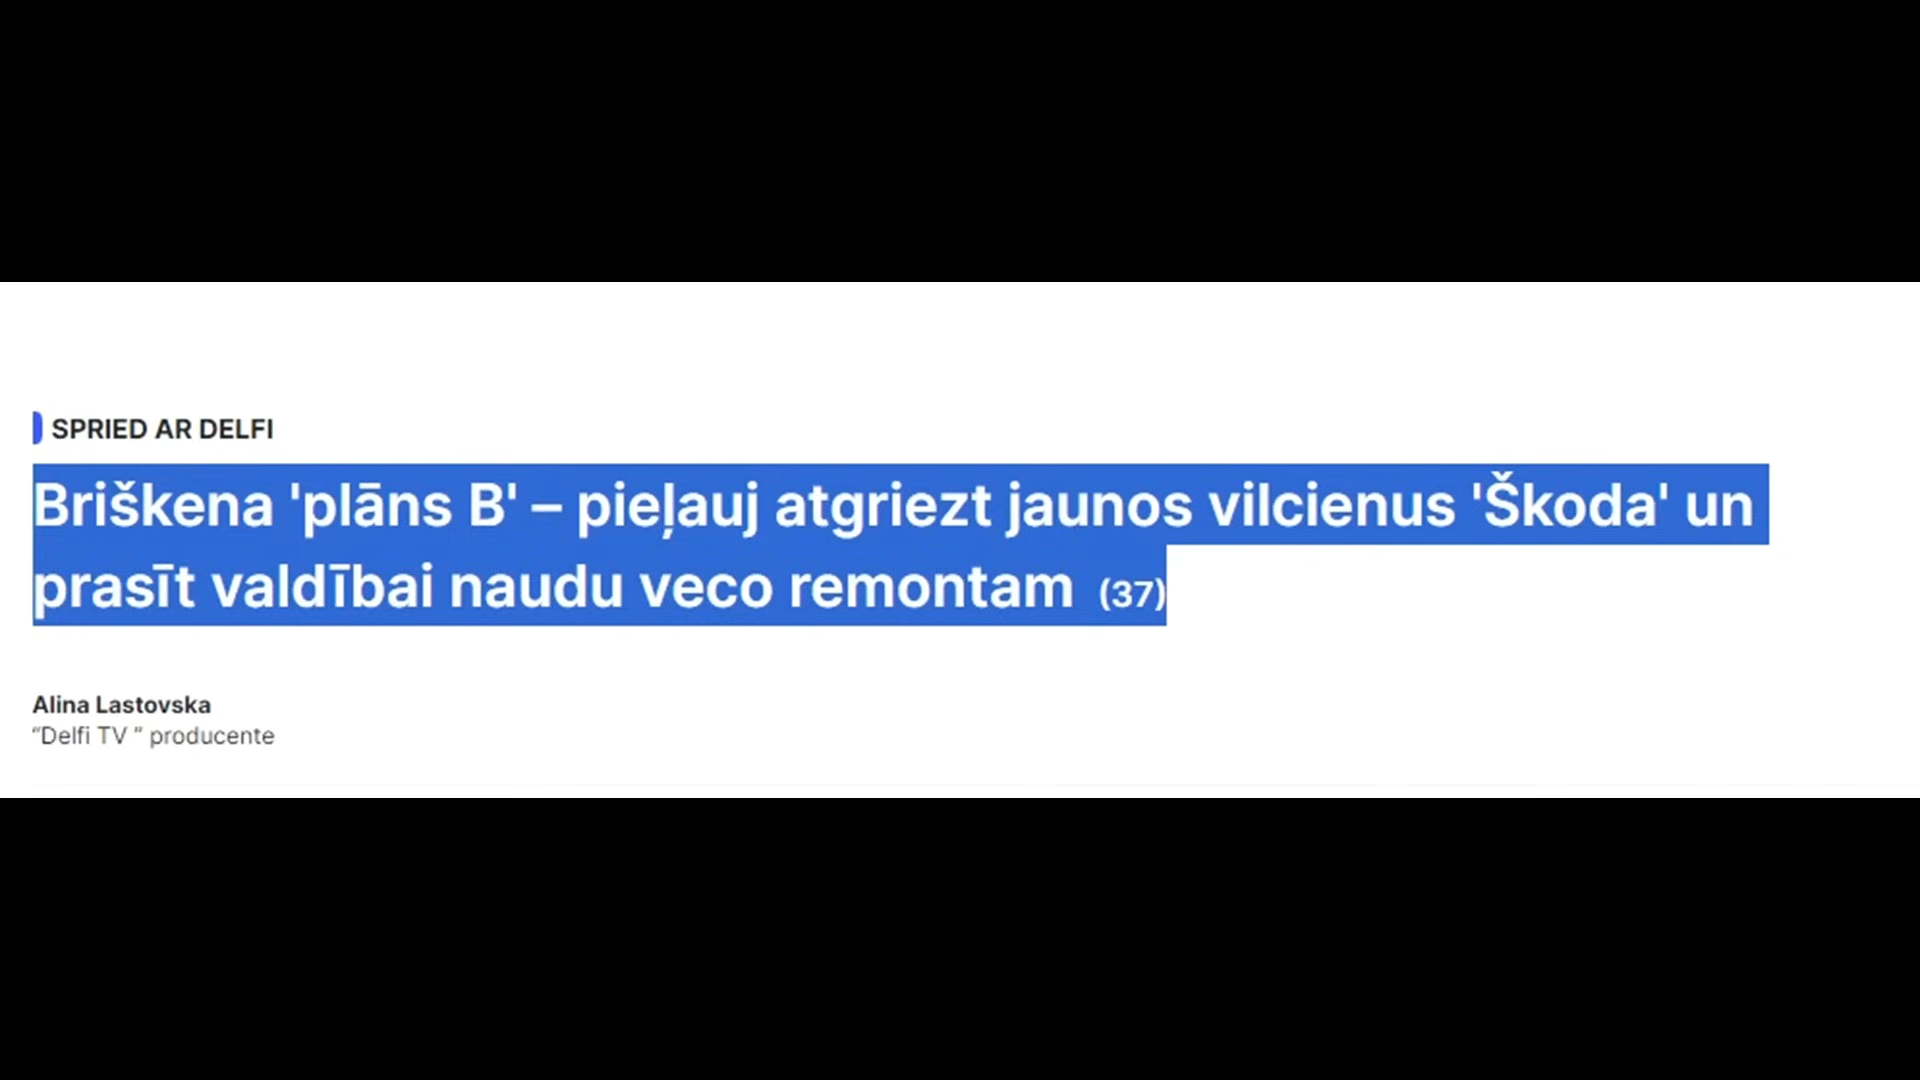 SPRIED AR DELFI
Briškena 'plāns B' – pieļauj atgriezt jaunos vilcienus 'Škoda' un
prasīt valdībai naudu veco remontam (37)
Alina Lastovska
“Delfi TV ” producente